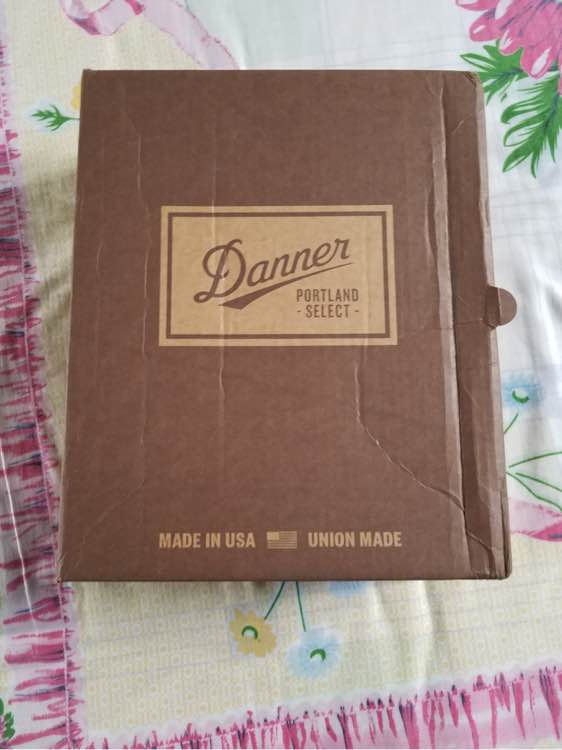 Danner
PORTLAND
- SELECT -
MADE IN USA UNION MADE